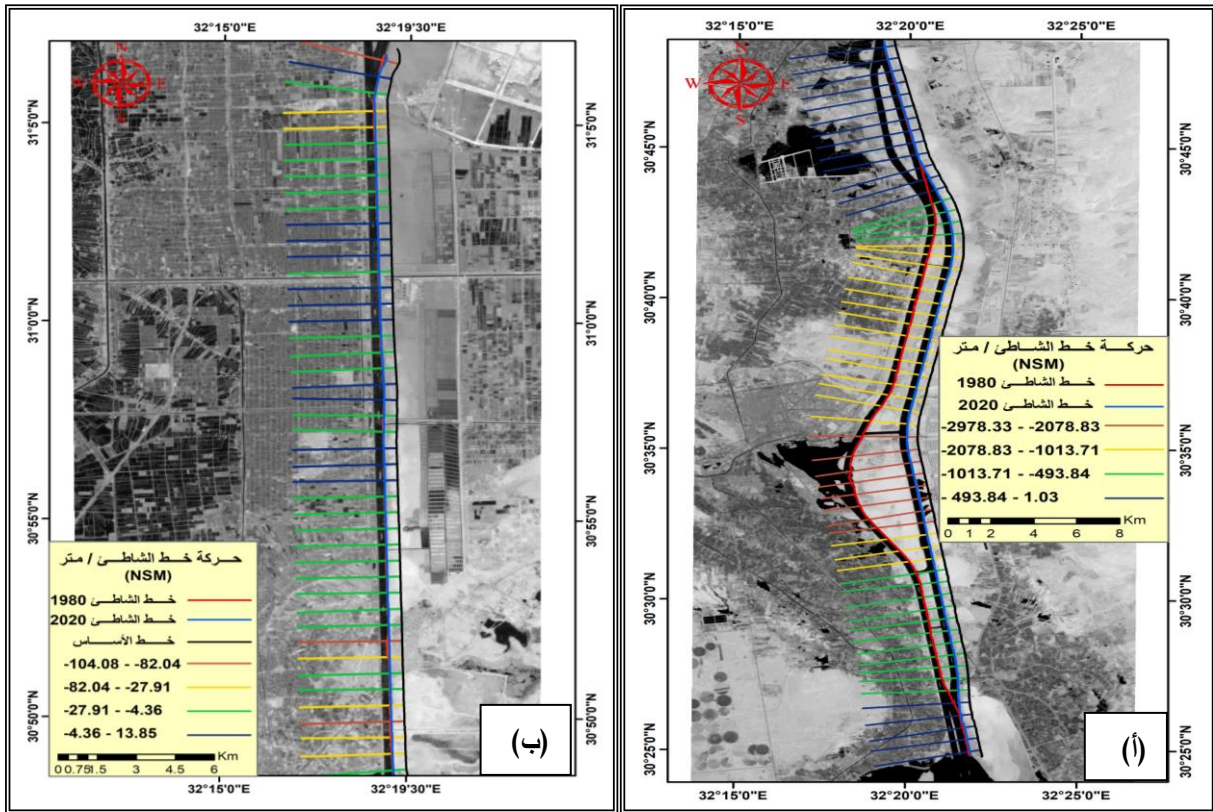 32°15'0"E 32°20'0"E 32°25'0"E
N
W E
S
30°45'0"N 30°45'0"N
30°40'0"N 30°40'0"N
حركة خط الشاطئ / متر
(NSM)
خط الشاطئ 1980
خط الشاطئ 2020
-2978.33 - -2078.83
-2078.83 - -1013.71
-1013.71 - -493.84
- 493.84 - 1.03
Km
0 1 2 4 6 8
30°35'0"N 30°35'0"N
30°30'0"N 30°30'0"N
30°25'0"N 30°25'0"N
(أ)
32°15'0"E 32°20'0"E 32°25'0"E
32°15'0"E 32°19'30"E
N
W E
S
31°5'0"N 31°5'0"N
31°0'0"N 31°0'0"N
30°55'0"N 30°55'0"N
حركة خط الشاطئ / متر
(NSM)
خط الشاطئ 1980
خط الشاطئ 2020
خط الأساس
-104.08 - -82.04
-82.04 - -27.91
-27.91 - -4.36
-4.36 - 13.85
Km
0 0.75 1.5 3 4.5 6
30°50'0"N 30°50'0"N
(ب)
32°15'0"E 32°19'30"E